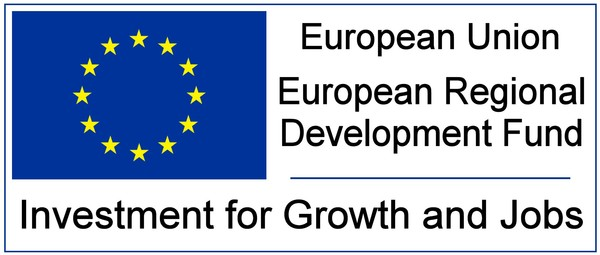 European Union
European Regional
Development Fund
Investment for Growth and Jobs